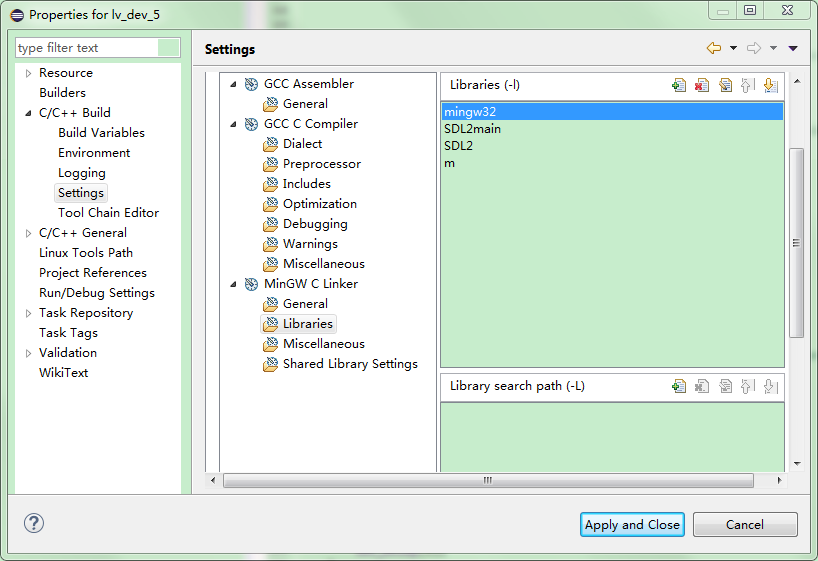 Properties for lv_dev_5
type filter text
Resource
Builders
C/C++ Build
Build Variables
Environment
Logging
Settings
Tool Chain Editor
C/C++ General
Linux Tools Path
Project References
Run/Debug Settings
Task Repository
Task Tags
Validation
WikiText
Settings
GCC Assembler
General
GCC C Compiler
Dialect
Preprocessor
Includes
Optimization
Debugging
Warnings
Miscellaneous
MinGW C Linker
General
Libraries
Miscellaneous
Shared Library Settings
Libraries (-l)
mingw32
SDL2main
SDL2
m
Library search path (-L)
Apply and Close
Cancel